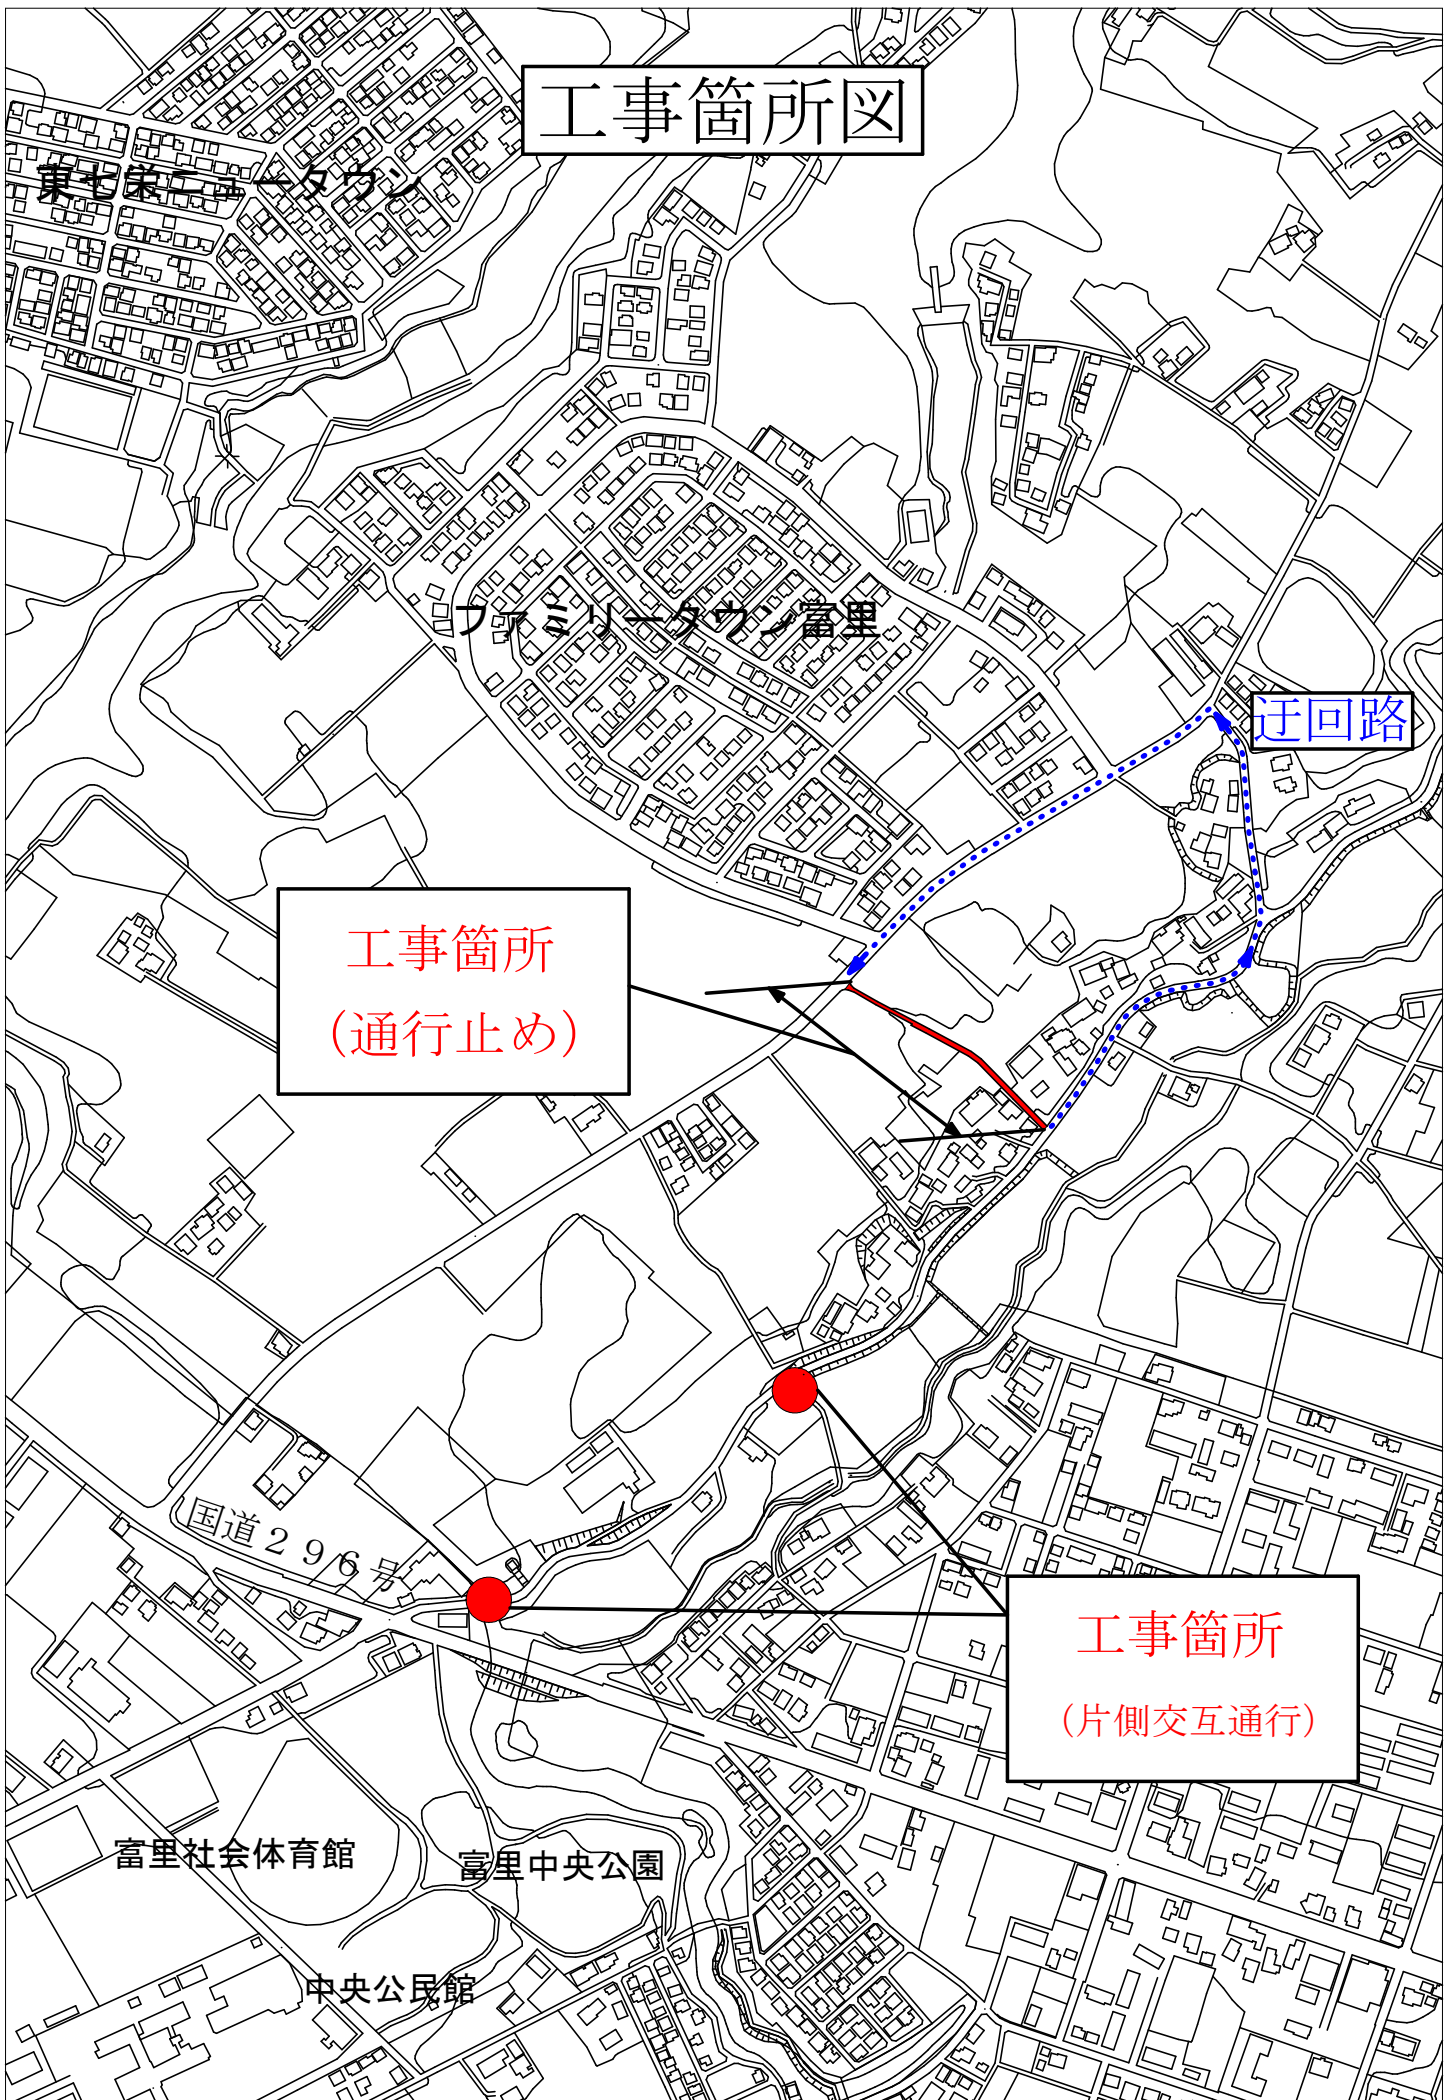 工事箇所図
東七栄ニュータウン
ファミリータウン富里
迂回路
工事箇所
(通行止め)
国道296号
工事箇所
(片側交互通行)
富里社会体育館
富里中央公園
中央公民館